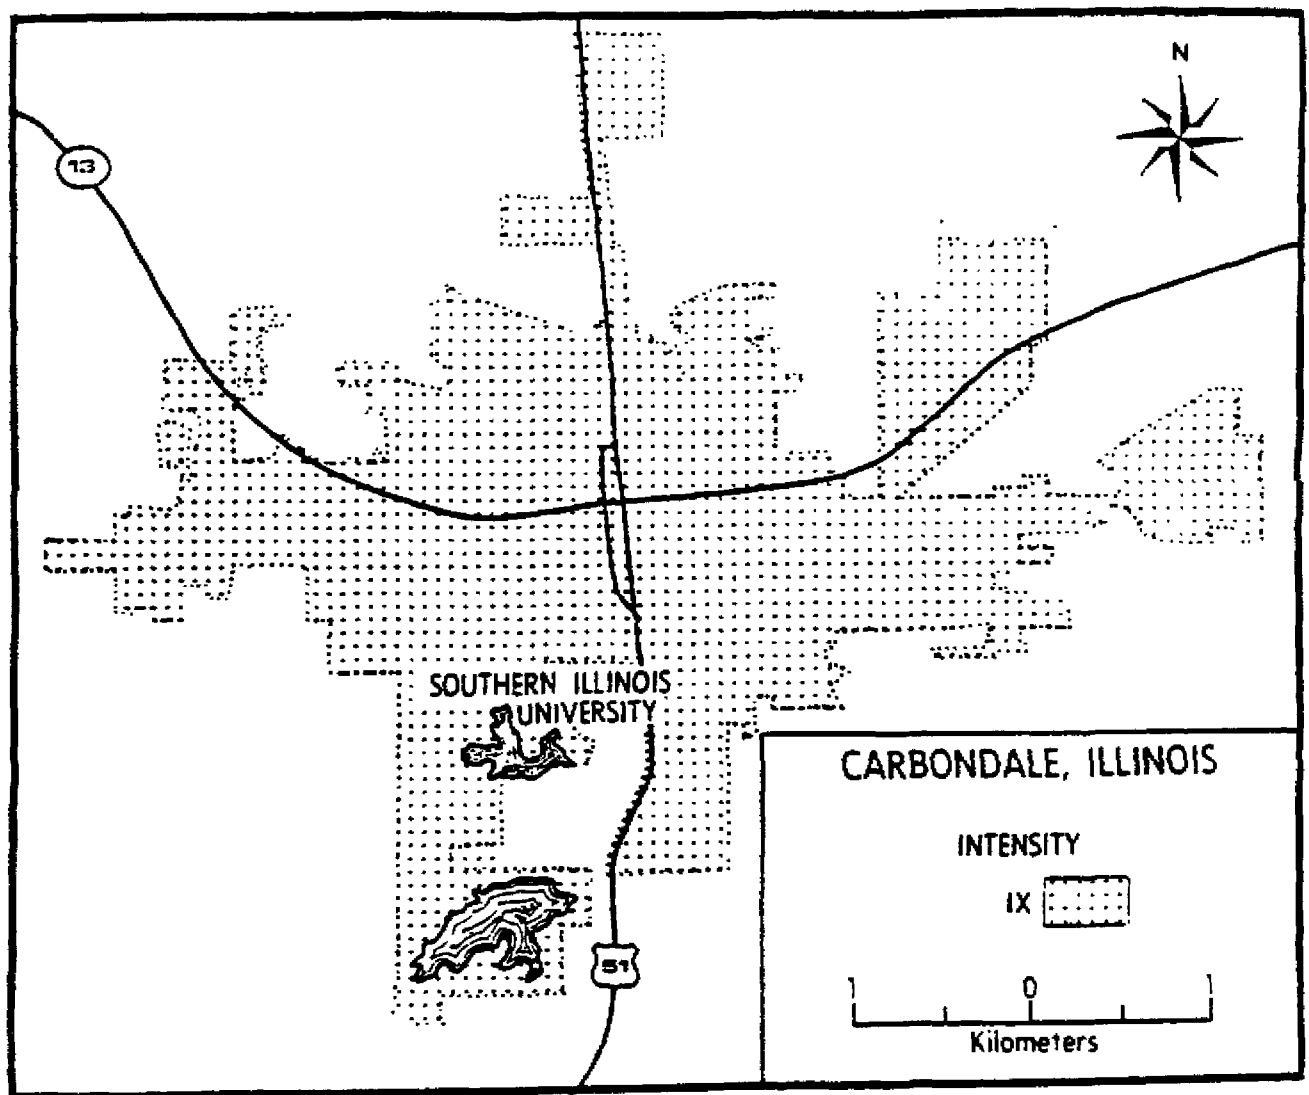 N
13
SOUTHERN ILLINOIS
UNIVERSITY
CARBONDALE, ILLINOIS
INTENSITY
IX
51
1 0 1
Kilometers